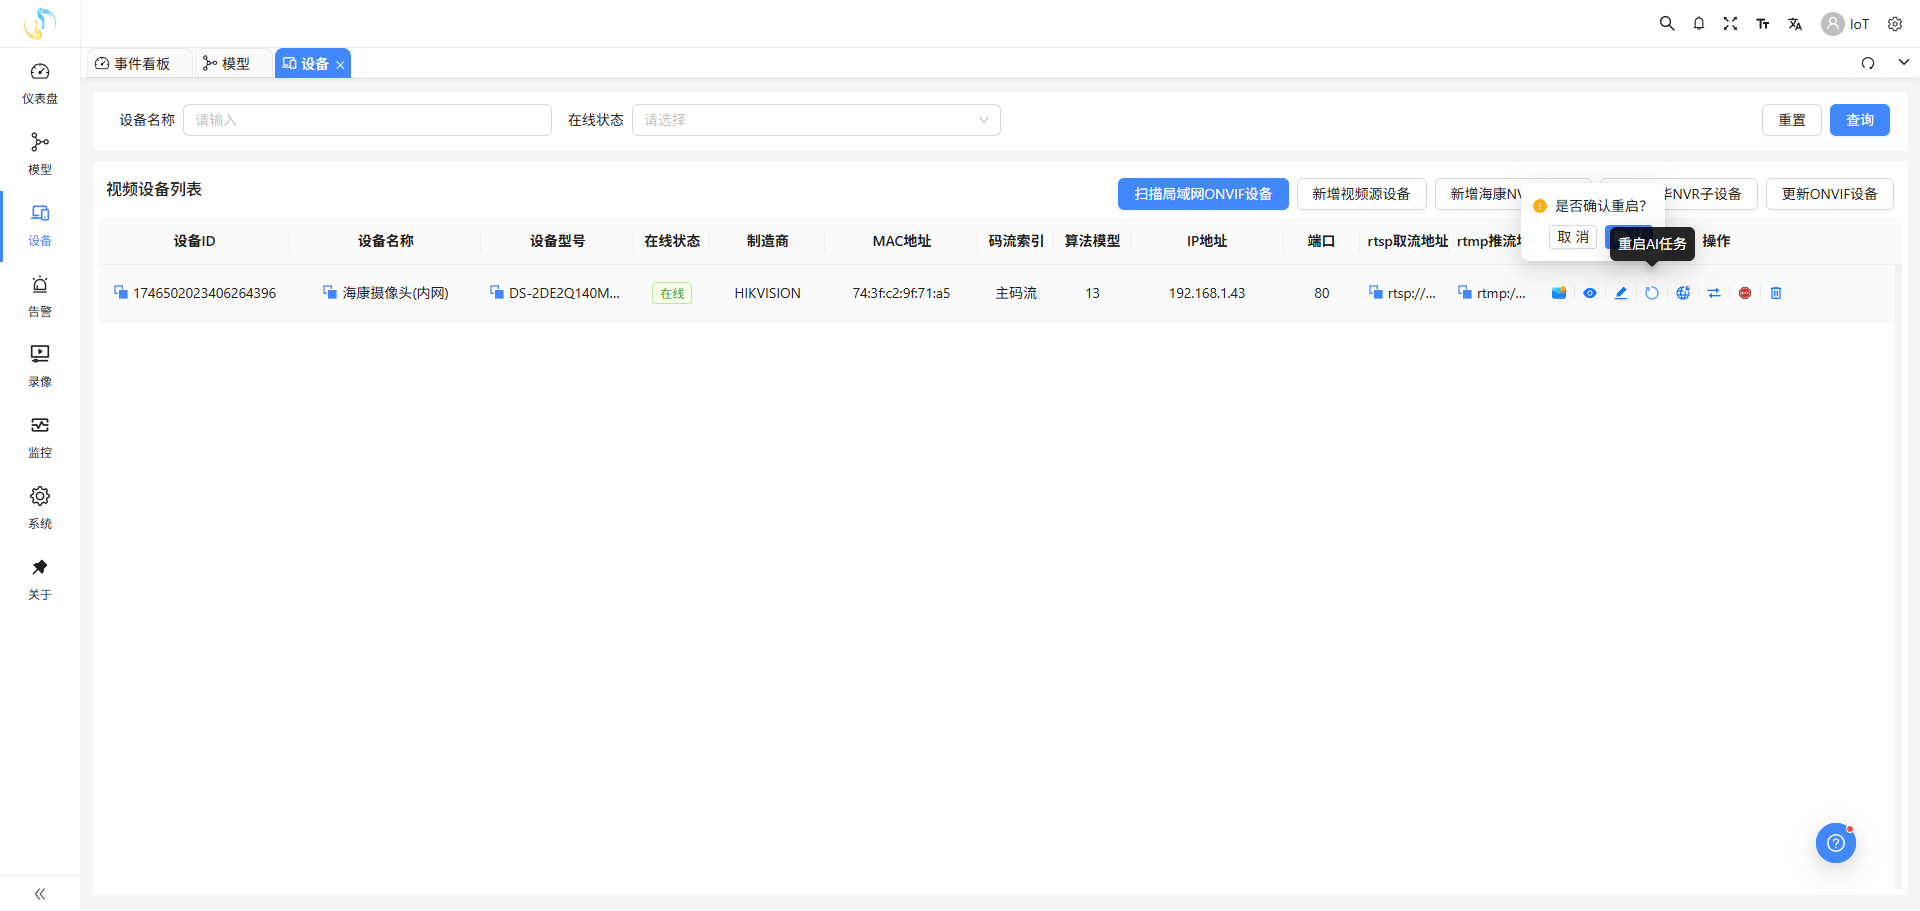 IoT
事件看板
模型
设备
仪表盘
模型
设备
告警
录像
监控
系统
关于
设备名称
请输入
在线状态
请选择
重置
查询
视频设备列表
扫描局域网ONVIF设备
新增视频源设备
新增海康NV
NVR子设备
更新ONVIF设备
是否确认重启?
取 消
重启AI任务
设备ID
设备名称
设备型号
在线状态
制造商
MAC地址
码流索引
算法模型
IP地址
端口
rtsp取流地址
rtmp推流
操作
1746502023406264396
海康摄像头(内网)
DS-2DE2Q140M...
在线
HIKVISION
74:3f:c2:9f:71:a5
主码流
13
192.168.1.43
80
rtsp://...
rtmp:/...